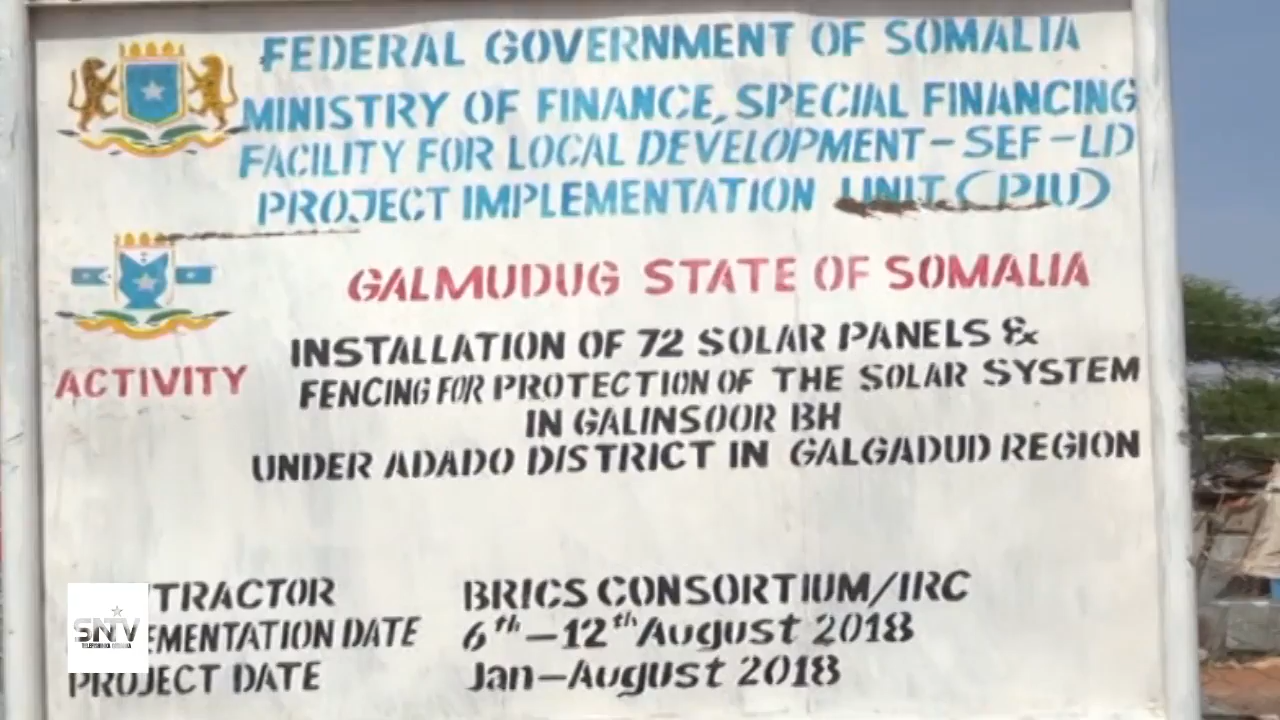 FEDERAL GOVERNMENT OF SOMALIA
MINISTRY OF FINANCE, SPECIAL FINANCING
FACILITY FOR LOCAL DEVELOPMENT - SEF - LD
PROJECT IMPLEMENTATION UNIT (PIU)
GALMUDUG STATE OF SOMALIA
ACTIVITY
INSTALLATION OF 72 SOLAR PANELS &
FENCING FOR PROTECTION OF THE SOLAR SYSTEM
IN GALINSOOR BH
UNDER ADADO DISTRICT IN GALGADUD REGION
TRACTOR BRICS CONSORTIUM/IRC
EMENTATION DATE 6th - 12th August 2018
PROJECT DATE Jan - August 2018
SNTV